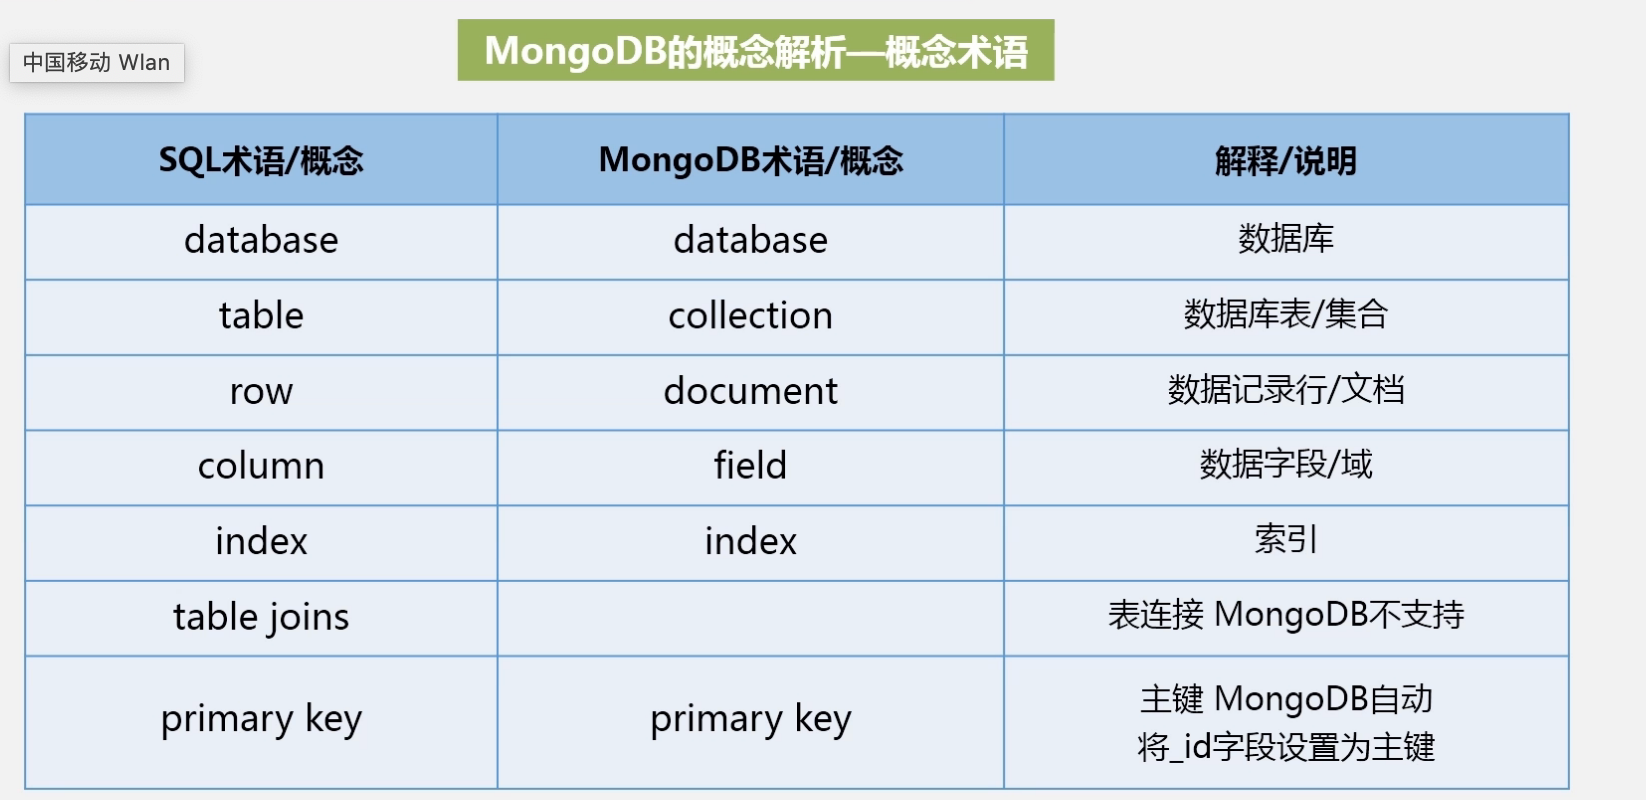 MongoDB的概念解析—概念术语
中国移动 Wlan
SQL术语/概念 MongoDB术语/概念 解释/说明
database database 数据库
table collection 数据库表/集合
row document 数据记录行/文档
column field 数据字段/域
index index 索引
table joins 表连接 MongoDB不支持
primary key primary key 主键 MongoDB自动
将_id字段设置为主键